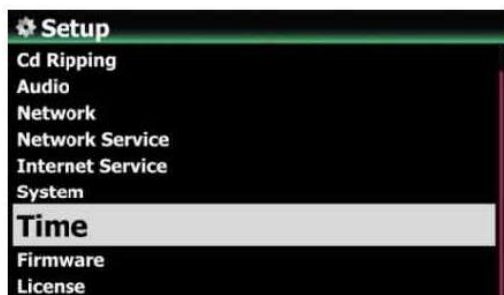 Setup
Cd Ripping
Audio
Network
Network Service
Internet Service
System
Time
Firmware
License